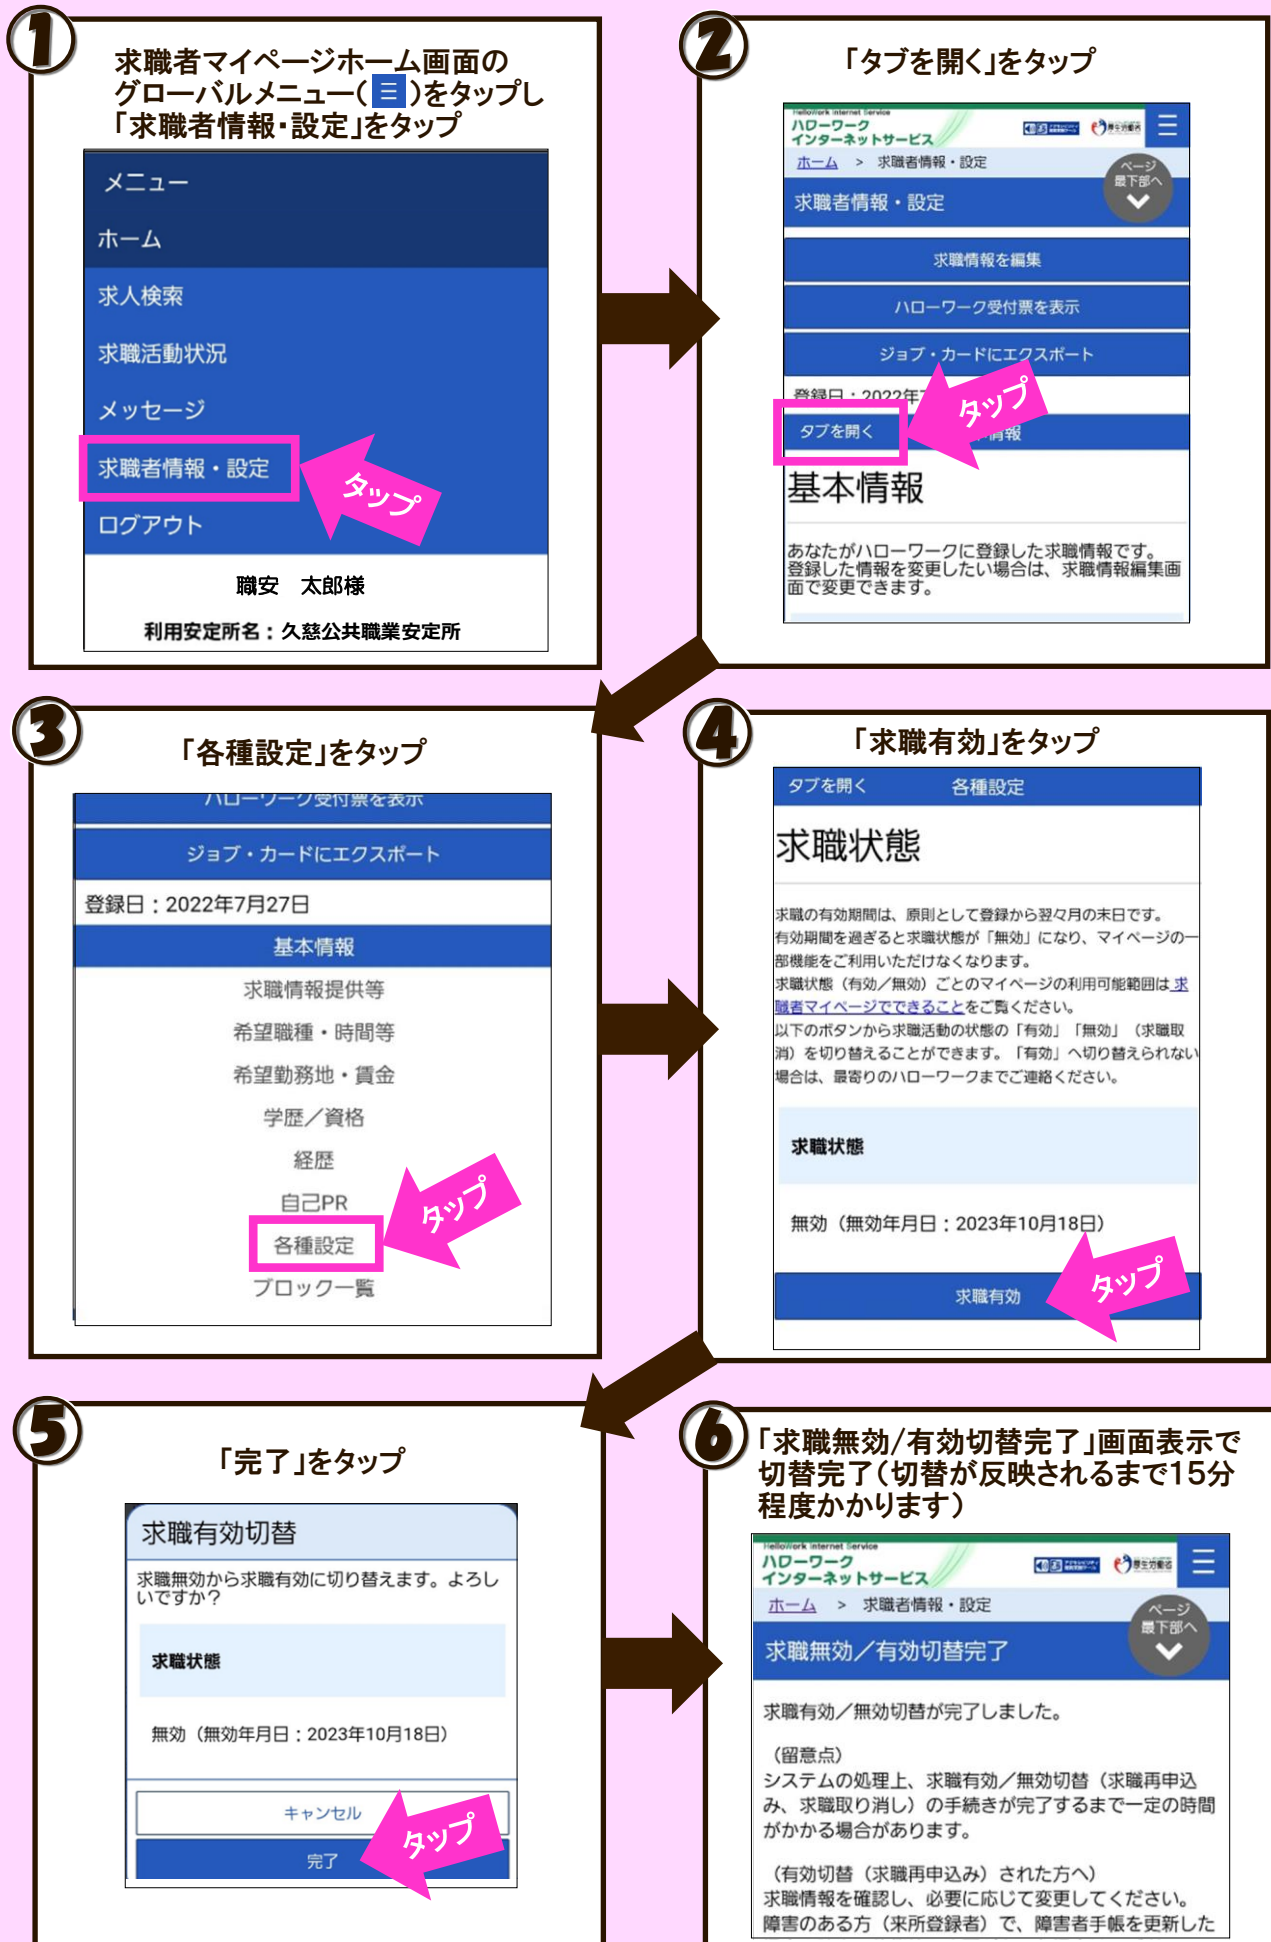 1
求職者マイページホーム画面の
グローバルメニュー(≡)をタップし
「求職者情報・設定」をタップ
メニュー
ホーム
求人検索
求職活動状況
メッセージ
求職者情報・設定
タップ
ログアウト
職安 太郎様
利用安定所名：久慈公共職業安定所
2
「タブを開く」をタップ
HelloWork Internet Service
ハローワーク
インターネットサービス
厚生労働省
ホーム > 求職者情報・設定
ページ
最下部へ
求職者情報・設定
求職情報を編集
ハローワーク受付票を表示
ジョブ・カードにエクスポート
登録日：2022年
タップ
タブを開く
情報
基本情報
あなたがハローワークに登録した求職情報です。
登録した情報を変更したい場合は、求職情報編集画
面で変更できます。
3
「各種設定」をタップ
ハローワーク受付票を表示
ジョブ・カードにエクスポート
登録日：2022年7月27日
基本情報
求職情報提供等
希望職種・時間等
希望勤務地・賃金
学歴／資格
経歴
自己PR
タップ
各種設定
ブロック一覧
4
「求職有効」をタップ
タブを開く 各種設定
求職状態
求職の有効期間は、原則として登録から翌々月の末日です。
有効期間を過ぎると求職状態が「無効」になり、マイページの一
部機能をご利用いただけなくなります。
求職状態（有効／無効）ごとのマイページの利用可能範囲は 求
職者マイページでできることをご覧ください。
以下のボタンから求職活動の状態の「有効」「無効」（求職取
消）を切り替えることができます。「有効」へ切り替えられない
場合は、最寄りのハローワークまでご連絡ください。
求職状態
無効（無効年月日：2023年10月18日）
タップ
求職有効
5
「完了」をタップ
求職有効切替
求職無効から求職有効に切り替えます。よろし
いですか？
求職状態
無効（無効年月日：2023年10月18日）
キャンセル
タップ
完了
6
「求職無効/有効切替完了」画面表示で
切替完了(切替が反映されるまで15分
程度かかります)
HelloWork Internet Service
ハローワーク
インターネットサービス
厚生労働省
ホーム > 求職者情報・設定
ページ
最下部へ
求職無効／有効切替完了
求職有効／無効切替が完了しました。
（留意点）
システムの処理上、求職有効／無効切替（求職再申込
み、求職取り消し）の手続きが完了するまで一定の時間
がかかる場合があります。
（有効切替（求職再申込み）された方へ）
求職情報を確認し、必要に応じて変更してください。
障害のある方（来所登録者）で、障害者手帳を更新した